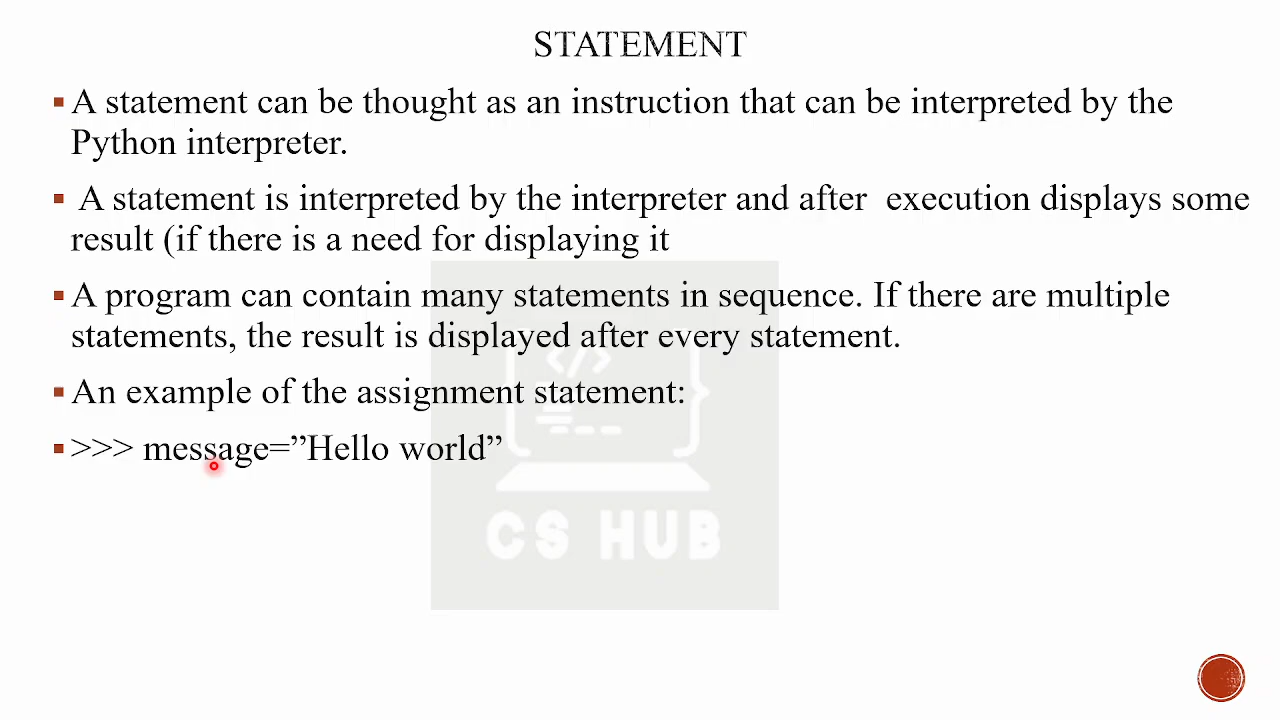 STATEMENT
▪ A statement can be thought as an instruction that can be interpreted by the
Python interpreter.
▪ A statement is interpreted by the interpreter and after execution displays some
result (if there is a need for displaying it
▪ A program can contain many statements in sequence. If there are multiple
statements, the result is displayed after every statement.
▪ An example of the assignment statement:
▪ >>> message=”Hello world”
</>
CS HUB